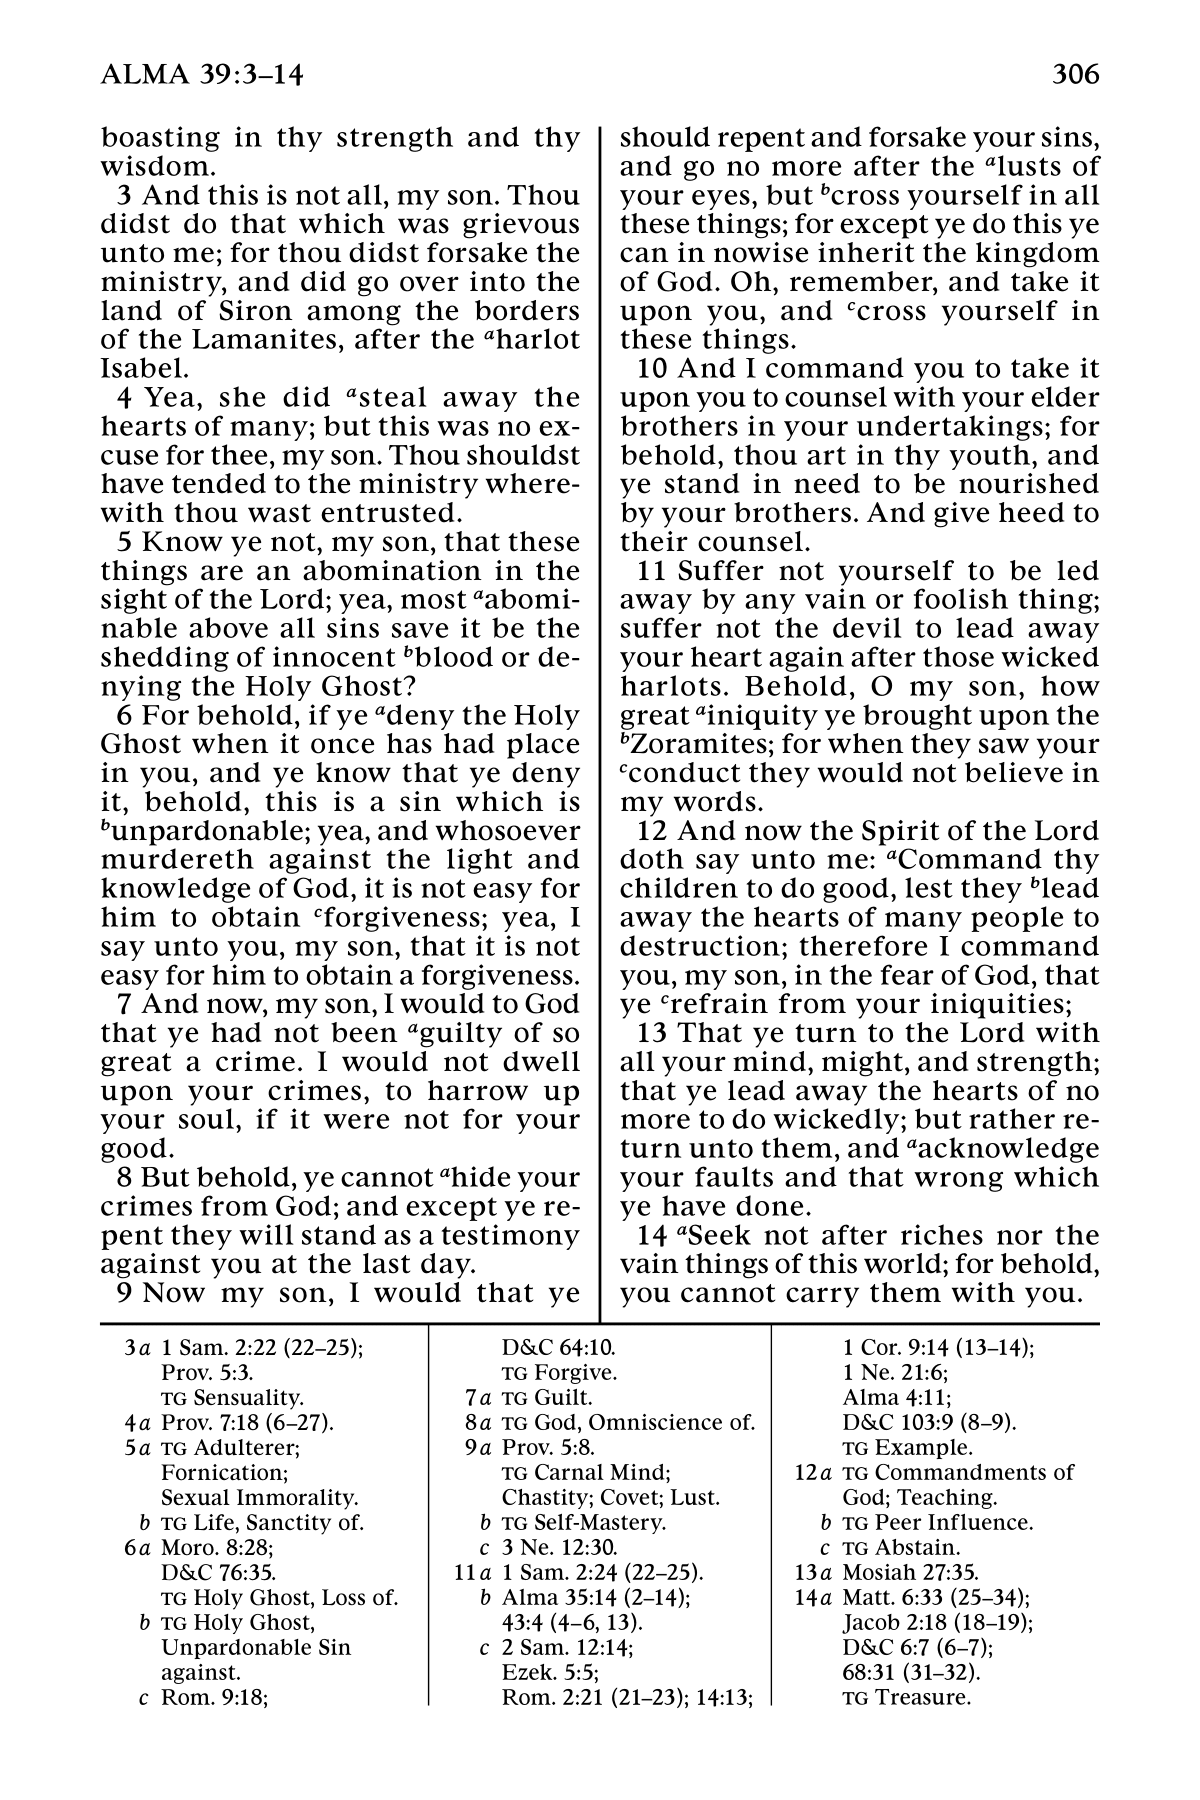 ALMA 39:3–14
306
boasting in thy strength and thy
wisdom.
3 And this is not all, my son. Thou
didst do that which was grievous
unto me; for thou didst forsake the
ministry, and did go over into the
land of Siron among the borders
of the Lamanites, after the aharlot
Isabel.
4 Yea, she did asteal away the
hearts of many; but this was no ex-
cuse for thee, my son. Thou shouldst
have tended to the ministry where-
with thou wast entrusted.
5 Know ye not, my son, that these
things are an abomination in the
sight of the Lord; yea, most aabomi-
nable above all sins save it be the
shedding of innocent bblood or de-
nying the Holy Ghost?
6 For behold, if ye adeny the Holy
Ghost when it once has had place
in you, and ye know that ye deny
it, behold, this is a sin which is
bunpardonable; yea, and whosoever
murdereth against the light and
knowledge of God, it is not easy for
him to obtain cforgiveness; yea, I
say unto you, my son, that it is not
easy for him to obtain a forgiveness.
7 And now, my son, I would to God
that ye had not been aguilty of so
great a crime. I would not dwell
upon your crimes, to harrow up
your soul, if it were not for your
good.
8 But behold, ye cannot ahide your
crimes from God; and except ye re-
pent they will stand as a testimony
against you at the last day.
9 Now my son, I would that ye
should repent and forsake your sins,
and go no more after the alusts of
your eyes, but bcross yourself in all
these things; for except ye do this ye
can in nowise inherit the kingdom
of God. Oh, remember, and take it
upon you, and ccross yourself in
these things.
10 And I command you to take it
upon you to counsel with your elder
brothers in your undertakings; for
behold, thou art in thy youth, and
ye stand in need to be nourished
by your brothers. And give heed to
their counsel.
11 Suffer not yourself to be led
away by any vain or foolish thing;
suffer not the devil to lead away
your heart again after those wicked
harlots. Behold, O my son, how
great ainiquity ye brought upon the
bZoramites; for when they saw your
cconduct they would not believe in
my words.
12 And now the Spirit of the Lord
doth say unto me: aCommand thy
children to do good, lest they blead
away the hearts of many people to
destruction; therefore I command
you, my son, in the fear of God, that
ye crefrain from your iniquities;
13 That ye turn to the Lord with
all your mind, might, and strength;
that ye lead away the hearts of no
more to do wickedly; but rather re-
turn unto them, and aacknowledge
your faults and that wrong which
ye have done.
14 aSeek not after riches nor the
vain things of this world; for behold,
you cannot carry them with you.
3a 1 Sam. 2:22 (22–25);
Prov. 5:3.
TG Sensuality.
4a Prov. 7:18 (6–27).
5a TG Adulterer;
Fornication;
Sexual Immorality.
b TG Life, Sanctity of.
6a Moro. 8:28;
D&C 76:35.
TG Holy Ghost, Loss of.
b TG Holy Ghost,
Unpardonable Sin
against.
c Rom. 9:18;
D&C 64:10.
TG Forgive.
7a TG Guilt.
8a TG God, Omniscience of.
9a Prov. 5:8.
TG Carnal Mind;
Chastity; Covet; Lust.
b TG Self-Mastery.
c 3 Ne. 12:30.
11a 1 Sam. 2:24 (22–25).
b Alma 35:14 (2–14);
43:4 (4–6, 13).
c 2 Sam. 12:14;
Ezek. 5:5;
Rom. 2:21 (21–23); 14:13;
1 Cor. 9:14 (13–14);
1 Ne. 21:6;
Alma 4:11;
D&C 103:9 (8–9).
TG Example.
12a TG Commandments of
God; Teaching.
b TG Peer Influence.
c TG Abstain.
13a Mosiah 27:35.
14a Matt. 6:33 (25–34);
Jacob 2:18 (18–19);
D&C 6:7 (6–7);
68:31 (31–32).
TG Treasure.